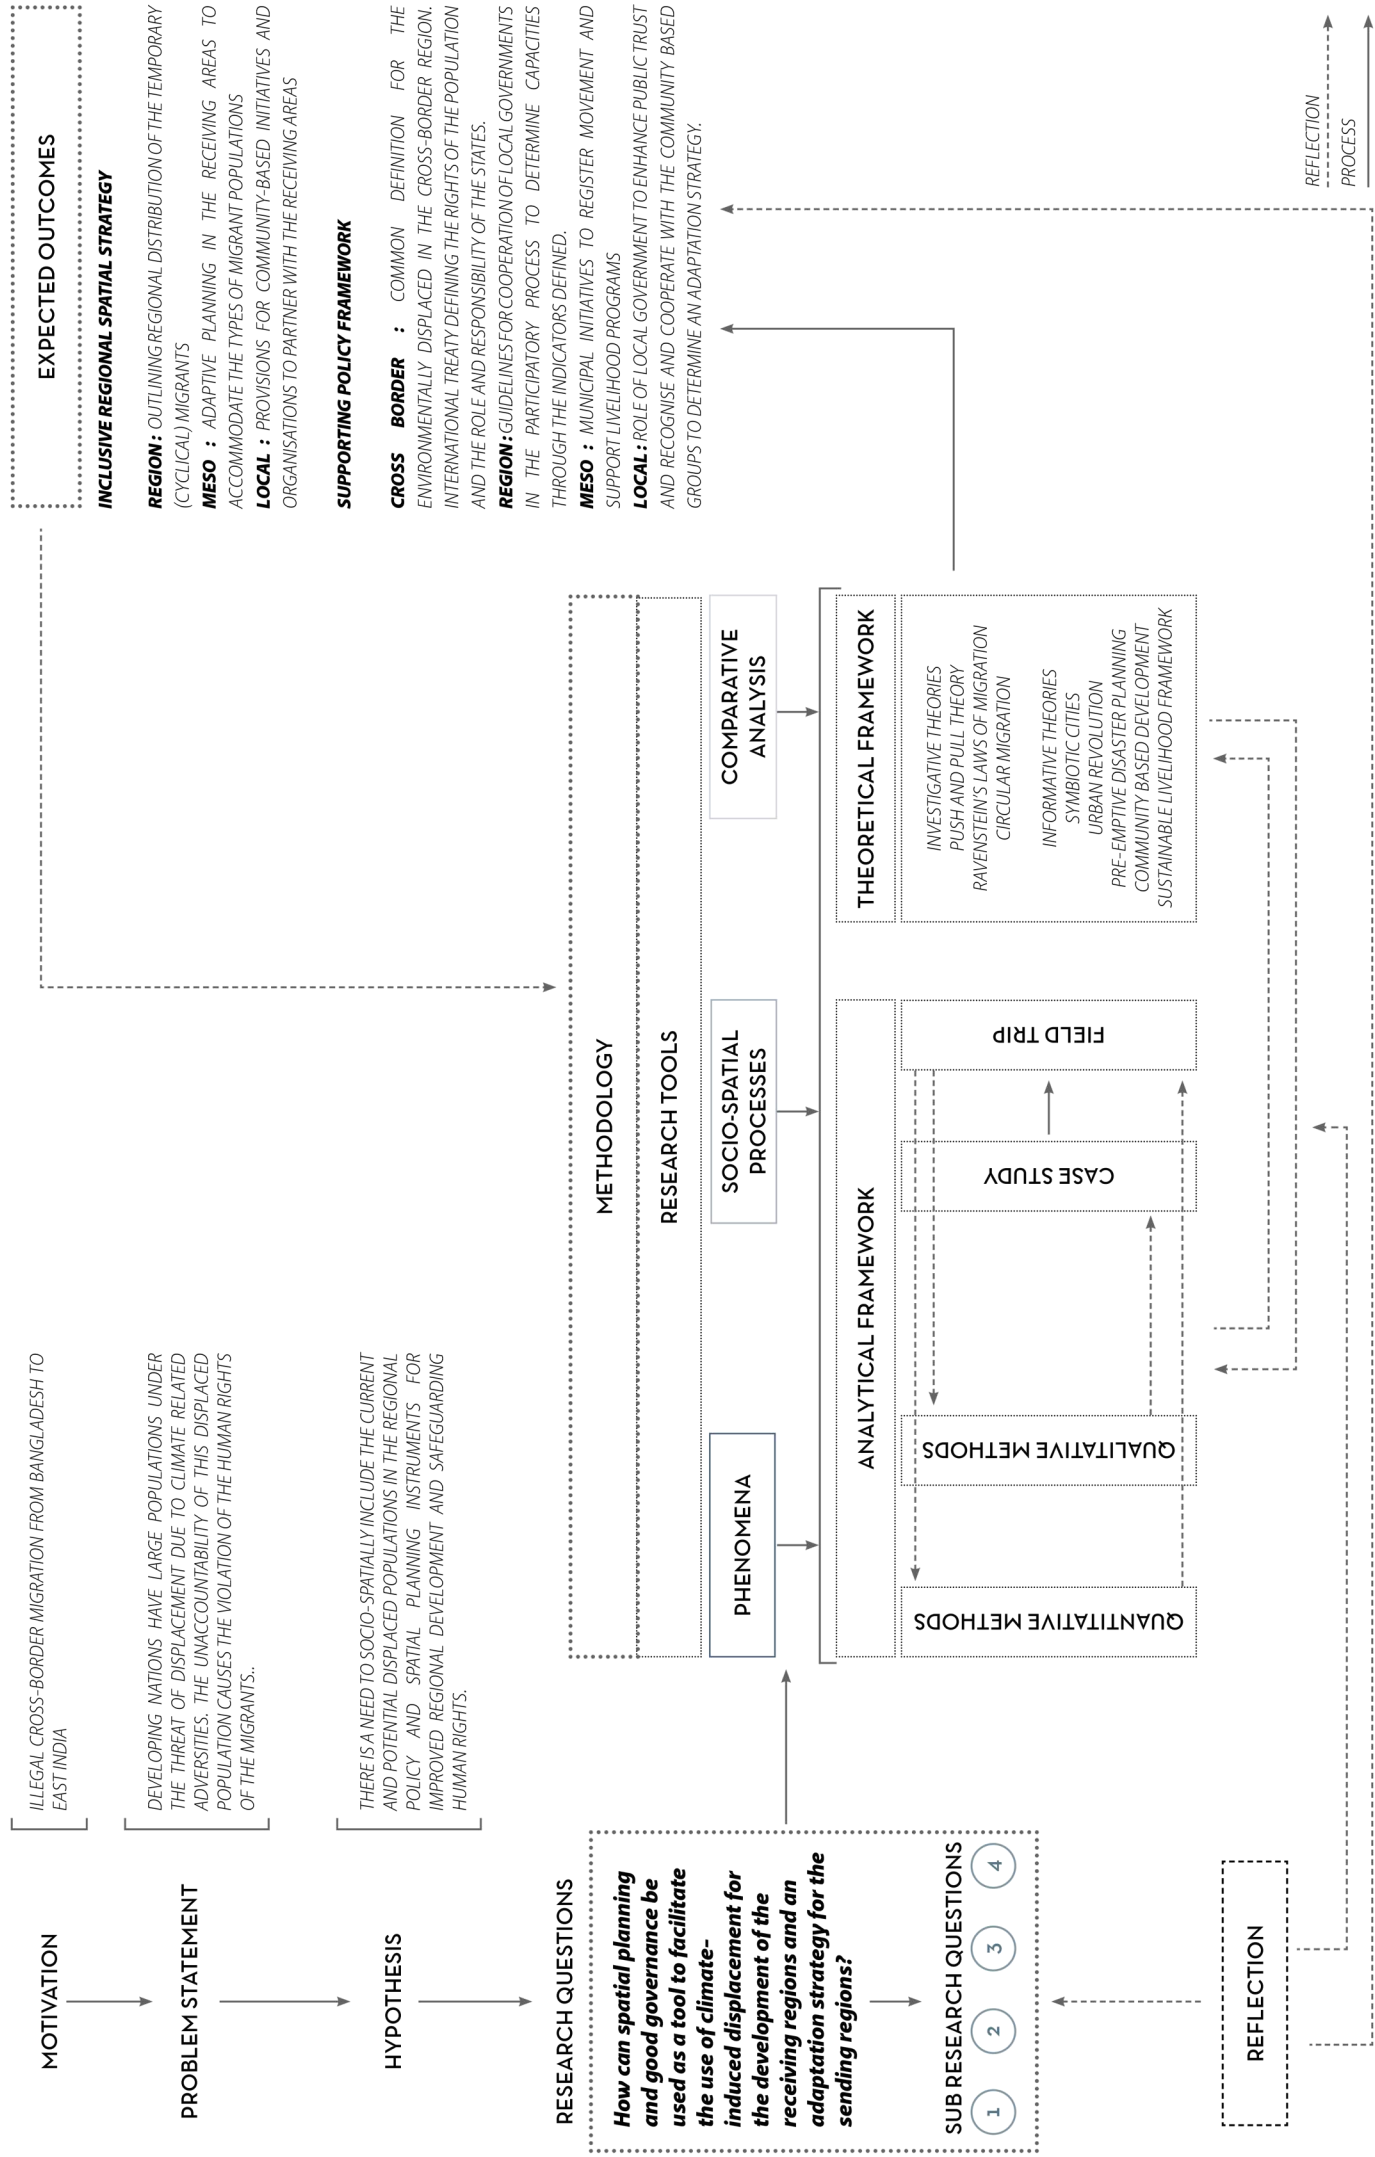 MOTIVATION
ILLEGAL CROSS-BORDER MIGRATION FROM BANGLADESH TO
EAST INDIA
PROBLEM STATEMENT
DEVELOPING NATIONS HAVE LARGE POPULATIONS UNDER
THE THREAT OF DISPLACEMENT DUE TO CLIMATE RELATED
ADVERSITIES. THE UNACCOUNTABILITY OF THIS DISPLACED
POPULATION CAUSES THE VIOLATION OF THE HUMAN RIGHTS
OF THE MIGRANTS..
HYPOTHESIS
THERE IS A NEED TO SOCIO-SPATIALLY INCLUDE THE CURRENT
AND POTENTIAL DISPLACED POPULATIONS IN THE REGIONAL
POLICY AND SPATIAL PLANNING INSTRUMENTS FOR
IMPROVED REGIONAL DEVELOPMENT AND SAFEGUARDING
HUMAN RIGHTS.
RESEARCH QUESTIONS
How can spatial planning
and good governance be
used as a tool to facilitate
the use of climate-
induced displacement for
the development of the
receiving regions and an
adaptation strategy for the
sending regions?
SUB RESEARCH QUESTIONS
1 2 3 4
REFLECTION
METHODOLOGY
RESEARCH TOOLS
PHENOMENA
SOCIO-SPATIAL
PROCESSES
COMPARATIVE
ANALYSIS
ANALYTICAL FRAMEWORK
QUANTITATIVE METHODS
QUALITATIVE METHODS
CASE STUDY
FIELD TRIP
THEORETICAL FRAMEWORK
INVESTIGATIVE THEORIES
PUSH AND PULL THEORY
RAVENSTEIN'S LAWS OF MIGRATION
CIRCULAR MIGRATION
INFORMATIVE THEORIES
SYMBIOTIC CITIES
URBAN REVOLUTION
PRE-EMPTIVE DISASTER PLANNING
COMMUNITY BASED DEVELOPMENT
SUSTAINABLE LIVELIHOOD FRAMEWORK
EXPECTED OUTCOMES
INCLUSIVE REGIONAL SPATIAL STRATEGY
REGION : OUTLINING REGIONAL DISTRIBUTION OF THE TEMPORARY
(CYCLICAL) MIGRANTS
MESO : ADAPTIVE PLANNING IN THE RECEIVING AREAS TO
ACCOMMODATE THE TYPES OF MIGRANT POPULATIONS
LOCAL : PROVISIONS FOR COMMUNITY-BASED INITIATIVES AND
ORGANISATIONS TO PARTNER WITH THE RECEIVING AREAS
SUPPORTING POLICY FRAMEWORK
CROSS BORDER : COMMON DEFINITION FOR THE
ENVIRONMENTALLY DISPLACED IN THE CROSS-BORDER REGION.
INTERNATIONAL TREATY DEFINING THE RIGHTS OF THE POPULATION
AND THE ROLE AND RESPONSIBILITY OF THE STATES.
REGION : GUIDELINES FOR COOPERATION OF LOCAL GOVERNMENTS
IN THE PARTICIPATORY PROCESS TO DETERMINE CAPACITIES
THROUGH THE INDICATORS DEFINED.
MESO : MUNICIPAL INITIATIVES TO REGISTER MOVEMENT AND
SUPPORT LIVELIHOOD PROGRAMS
LOCAL : ROLE OF LOCAL GOVERNMENT TO ENHANCE PUBLIC TRUST
AND RECOGNISE AND COOPERATE WITH THE COMMUNITY BASED
GROUPS TO DETERMINE AN ADAPTATION STRATEGY.
REFLECTION
PROCESS